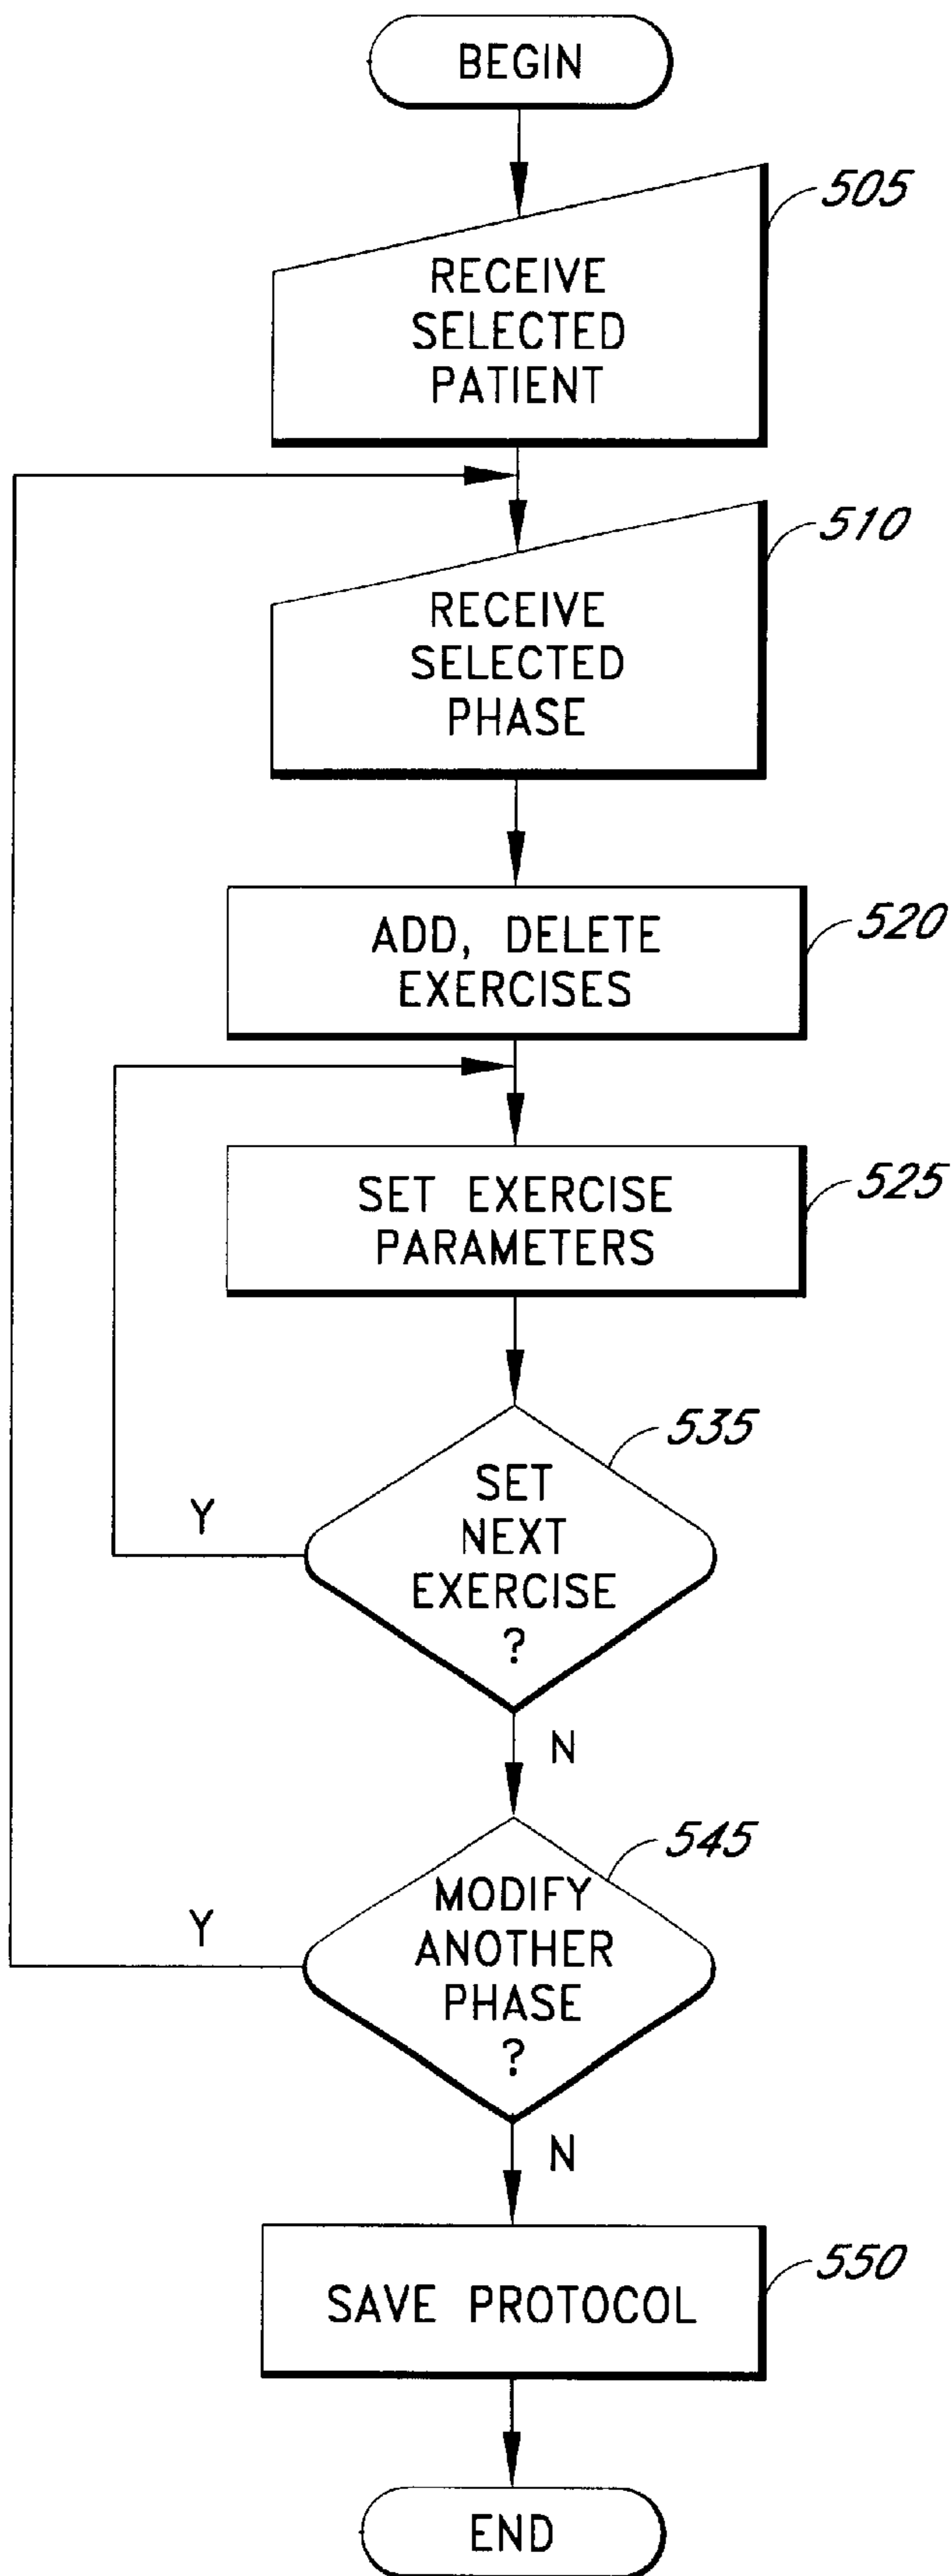 BEGIN
505
RECEIVE
SELECTED
PATIENT
510
RECEIVE
SELECTED
PHASE
520
ADD, DELETE
EXERCISES
525
SET EXERCISE
PARAMETERS
535
SET
NEXT
EXERCISE
?
Y
N
545
MODIFY
ANOTHER
PHASE
?
Y
N
550
SAVE PROTOCOL
END